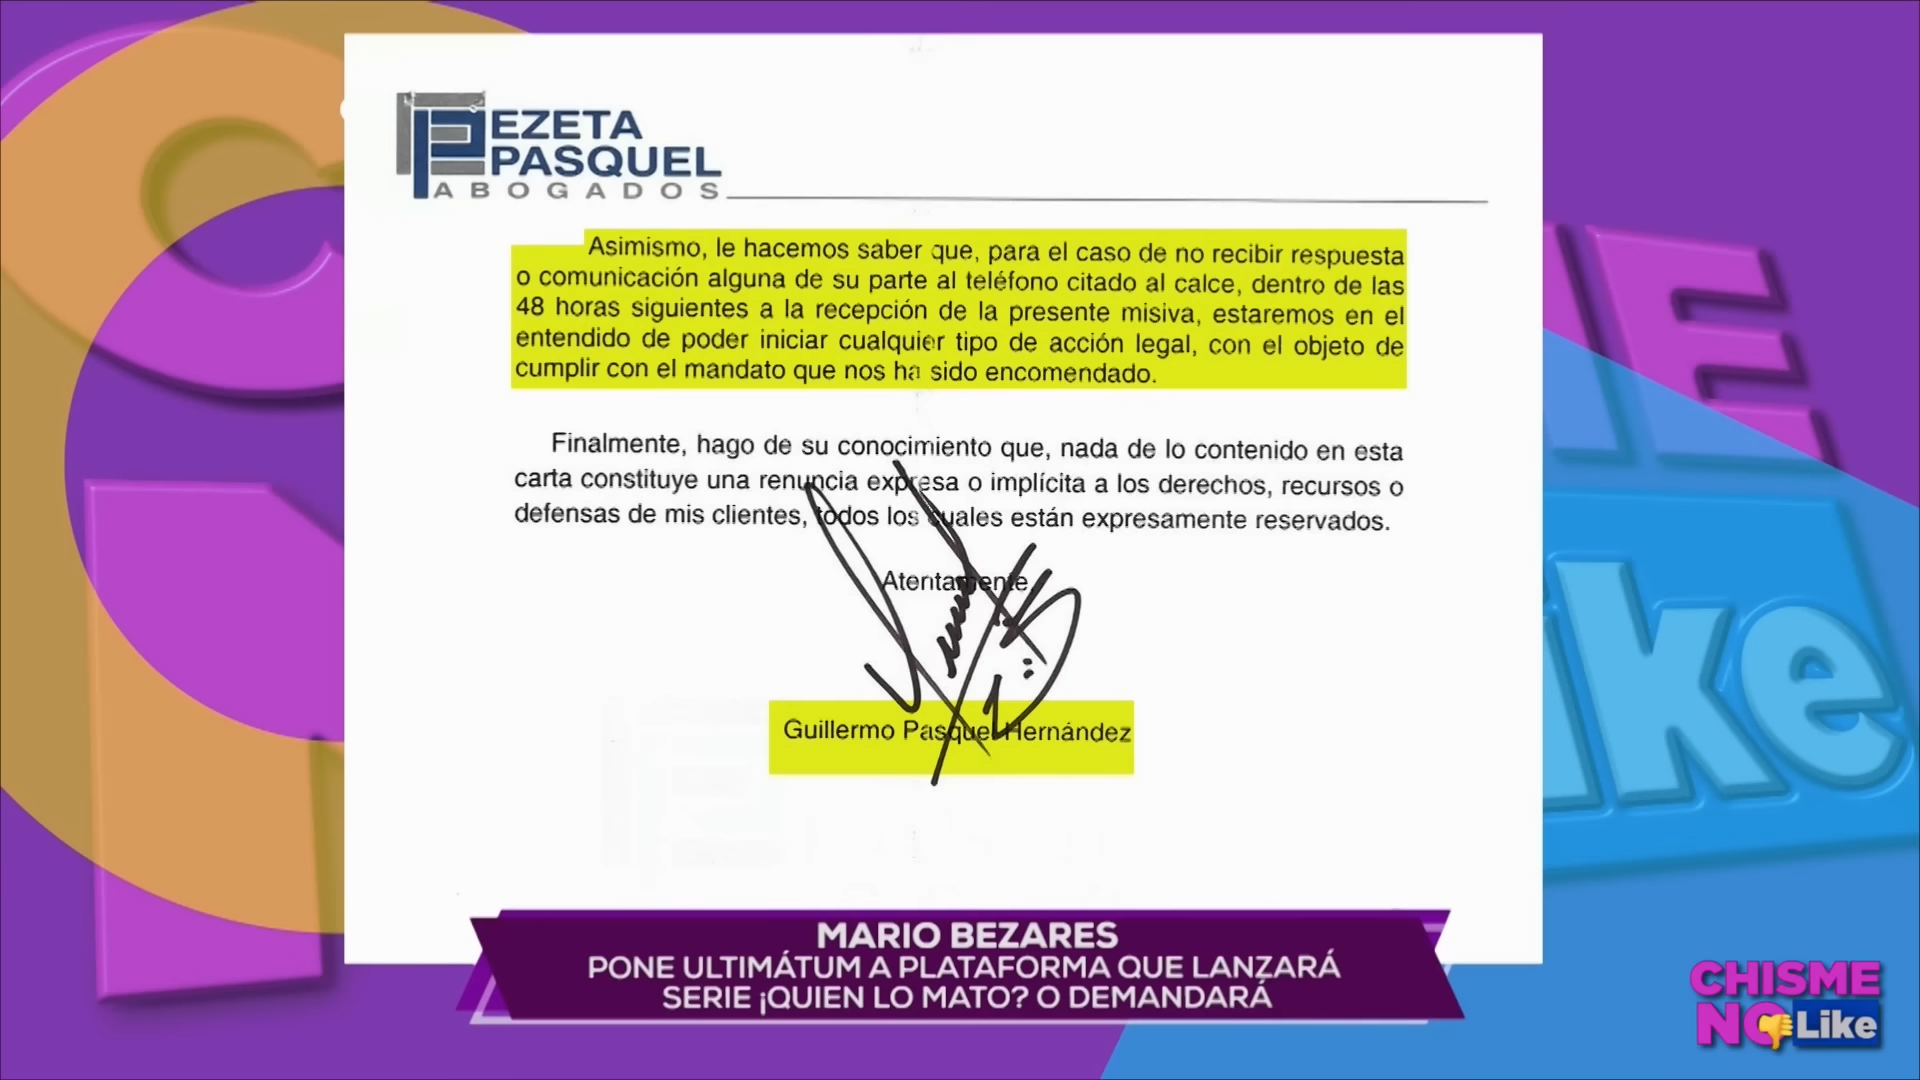 EZETA
PASQUEL
ABOGADOS
Asimismo, le hacemos saber que, para el caso de no recibir respuesta
o comunicación alguna de su parte al teléfono citado al calce, dentro de las
48 horas siguientes a la recepción de la presente misiva, estaremos en el
entendido de poder iniciar cualquier tipo de acción legal, con el objeto de
cumplir con el mandato que nos ha sido encomendado.
Finalmente, hago de su conocimiento que, nada de lo contenido en esta
carta constituye una renuncia expresa o implícita a los derechos, recursos o
defensas de mis clientes, todos los cuales están expresamente reservados.
Atentamente,
Guillermo Pasquel Hernández
MARIO BEZARES
PONE ULTIMÁTUM A PLATAFORMA QUE LANZARÁ
SERIE ¡QUIEN LO MATO? O DEMANDARÁ
CHISME
NO Like